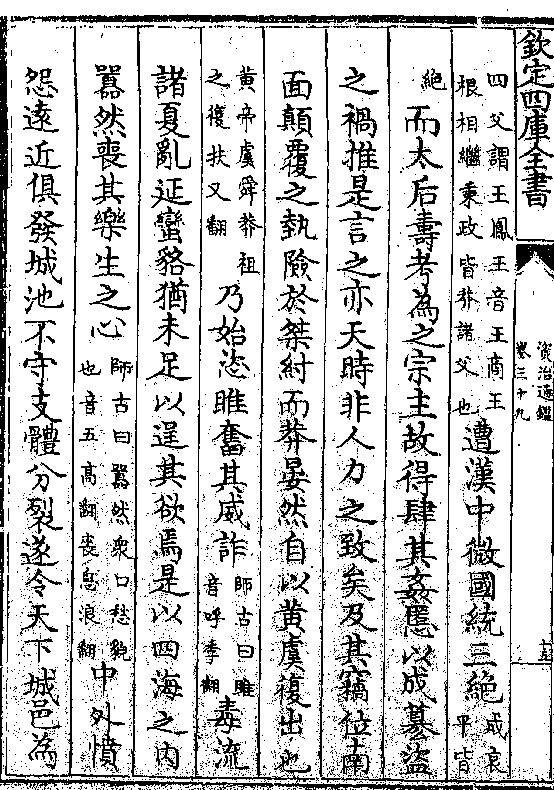 欽定四庫全書
資治通鑑
卷三十九
四父謂王鳳王音王商王
根相繼秉政皆莽諸父也
遭漢中微國統三絶
成哀
平皆
絶
而太后壽考為之宗主故得肆其姦慝以成簒盗
之禍推是言之亦天時非人力之致矣及其竊位南
面顛覆之埶險於桀紂而莽晏然自以黄虞復出也
黄帝虞舜莽祖
之復扶又翻
乃始恣睢奮其威詐
師古曰睢
音呼季翻
毒流
諸夏亂延蠻貉猶未足以逞其欲焉是以四海之内
囂然喪其樂生之心
師古曰囂然衆口愁貌
也音五高翻喪息浪翻
中外憤
怨遠近俱發城池不守支體分裂遂令天下城邑為